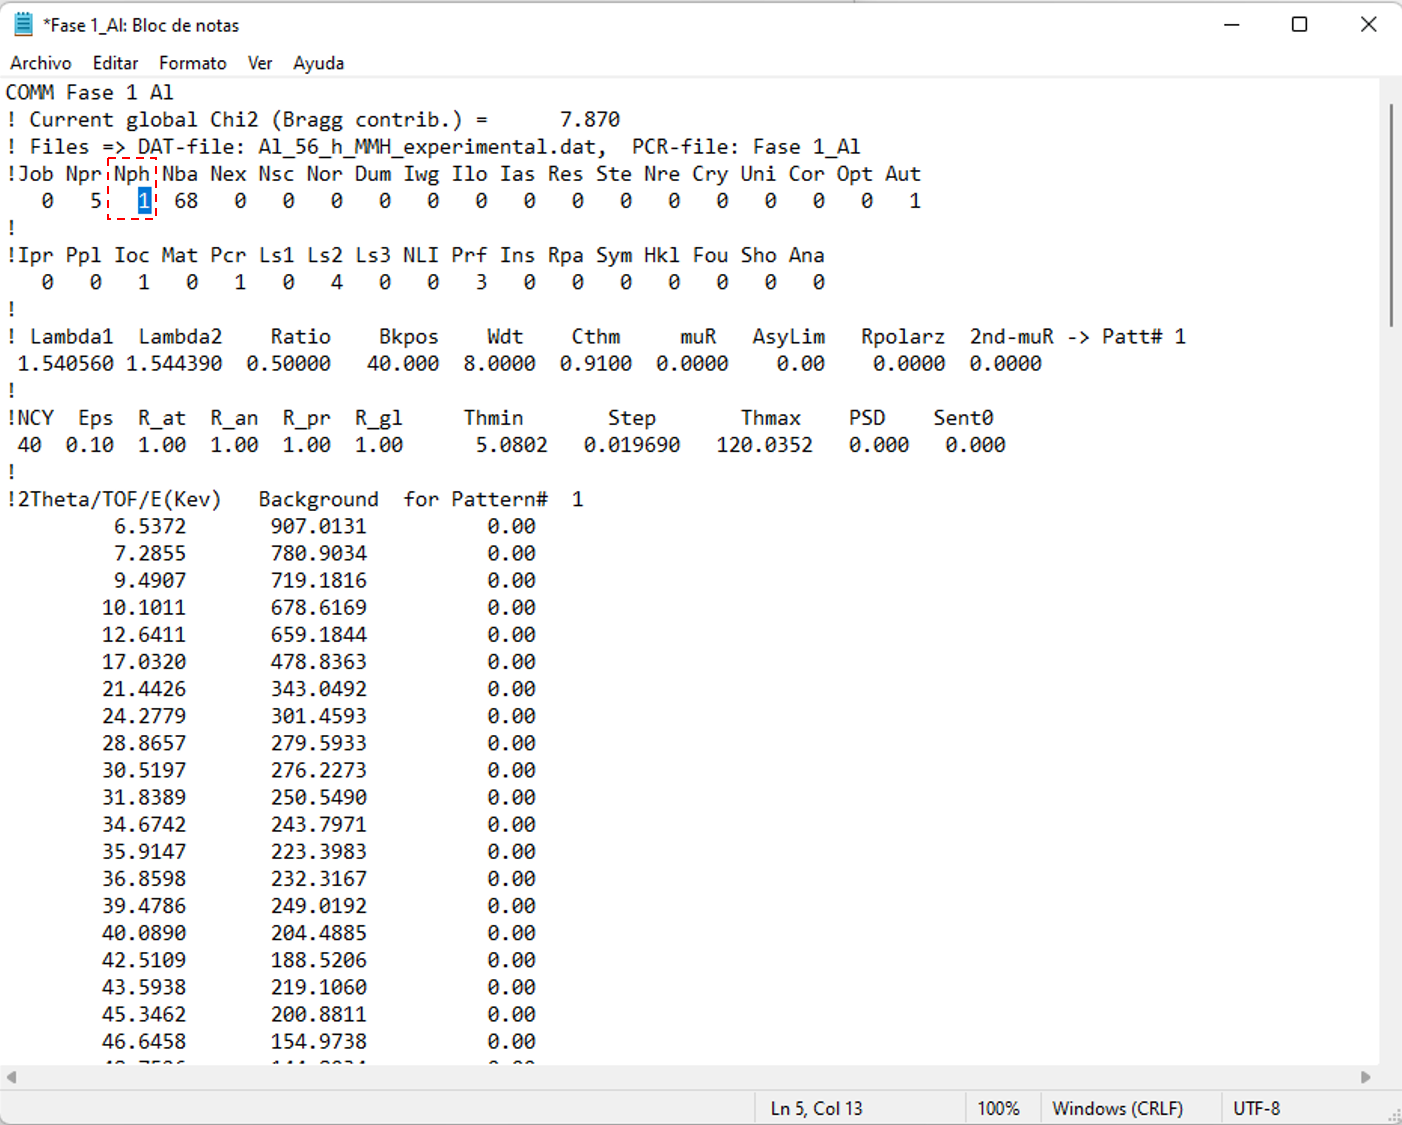 *Fase 1_Al: Bloc de notas
Archivo Editar Formato Ver Ayuda
COMM Fase 1 Al
! Current global Chi2 (Bragg contrib.) =      7.870
! Files => DAT-file: Al_56_h_MMH_experimental.dat,  PCR-file: Fase 1_Al
!Job Npr Nph Nba Nex Nsc Nor Dum Iwg Ilo Ias Res Ste Nre Cry Uni Cor Opt Aut
   0   5   1  68   0   0   0   0   0   0   0   0   0   0   0   0   0   0   1
!
!Ipr Ppl Ioc Mat Pcr Ls1 Ls2 Ls3 NLI Prf Ins Rpa Sym Hkl Fou Sho Ana
   0   0   1   0   1   0   4   0   0   3   0   0   0   0   0   0   0
!
! Lambda1  Lambda2    Ratio    Bkpos    Wdt    Cthm     muR   AsyLim   Rpolarz  2nd-muR -> Patt# 1
 1.540560 1.544390  0.50000   40.000  8.0000  0.9100  0.0000    0.00    0.0000  0.0000
!
!NCY  Eps  R_at  R_an  R_pr  R_gl     Thmin       Step       Thmax    PSD    Sent0
 40  0.10  1.00  1.00  1.00  1.00      5.0802   0.019690   120.0352   0.000   0.000
!
!2Theta/TOF/E(Kev)   Background  for Pattern#  1
         6.5372       907.0131          0.00
         7.2855       780.9034          0.00
         9.4907       719.1816          0.00
        10.1011       678.6169          0.00
        12.6411       659.1844          0.00
        17.0320       478.8363          0.00
        21.4426       343.0492          0.00
        24.2779       301.4593          0.00
        28.8657       279.5933          0.00
        30.5197       276.2273          0.00
        31.8389       250.5490          0.00
        34.6742       243.7971          0.00
        35.9147       223.3983          0.00
        36.8598       232.3167          0.00
        39.4786       249.0192          0.00
        40.0890       204.4885          0.00
        42.5109       188.5206          0.00
        43.5938       219.1060          0.00
        45.3462       200.8811          0.00
        46.6458       154.9738          0.00
Ln 5, Col 13 100% Windows (CRLF) UTF-8